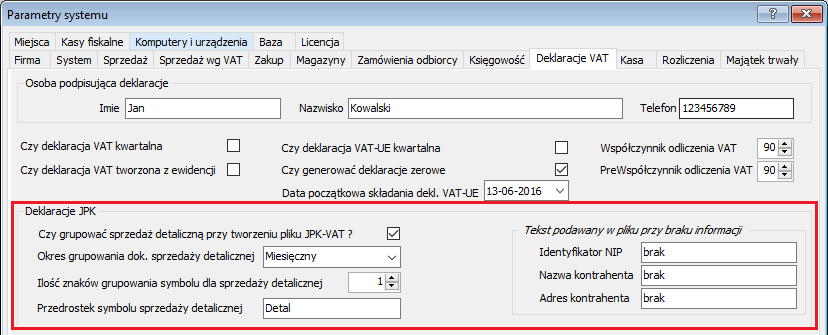 Parametry systemu
Miejsca Kasy fiskalne Komputery i urządzenia Baza Licencja
Firma System Sprzedaż Sprzedaż wg VAT Zakup Magazyny Zamówienia odbiorcy Księgowość Deklaracje VAT Kasa Rozliczenia Majątek trwały
Osoba podpisująca deklaracje
Imie Jan Nazwisko Kowalski Telefon 123456789
Czy deklaracja VAT kwartalna Czy deklaracja VAT-UE kwartalna Współczynnik odliczenia VAT 90
Czy deklaracja VAT tworzona z ewidencji Czy generować deklaracje zerowe PreWspółczynnik odliczenia VAT 90
Data początkowa składania dekl. VAT-UE 13-06-2016
Deklaracje JPK
Czy grupować sprzedaż detaliczną przy tworzeniu pliku JPK-VAT ?
Okres grupowania dok. sprzedaży detalicznej Miesięczny
Ilość znaków grupowania symbolu dla sprzedaży detalicznej 1
Przedrostek symbolu sprzedaży detalicznej Detal
Tekst podawany w pliku przy braku informacji
Identyfikator NIP brak
Nazwa kontrahenta brak
Adres kontrahenta brak